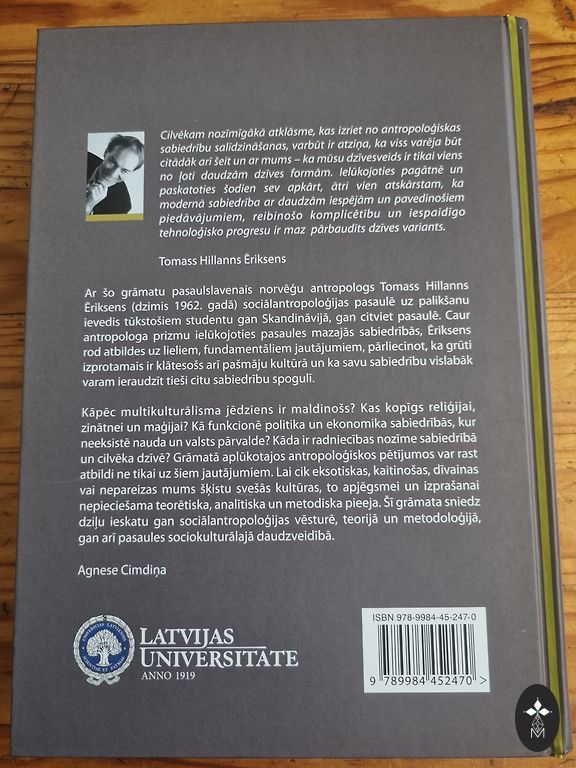 Cilvēkam nozīmīgākā atklāsme, kas izriet no antropoloģiskas
sabiedrību salīdzināšanas, varbūt ir atziņa, ka viss varēja būt
citādāk arī šeit un ar mums – ka mūsu dzīvesveids ir tikai viens
no ļoti daudzām dzīves formām. Ielūkojoties pagātnē un
paskatoties šodien sev apkārt, ātri vien atskārstam, ka
modernā sabiedrība ar daudzām iespējām un pavedinošiem
piedāvājumiem, reibinošo komplicētību un iespaidīgo
tehnoloģisko progresu ir maz pārbaudīts dzīves variants.
Tomass Hillanns Ēriksens
Ar šo grāmatu pasaulslavenais norvēģu antropologs Tomass Hillanns
Ēriksens (dzimis 1962. gadā) sociālantropoloģijas pasaulē uz palikšanu
ievedis tūkstošiem studentu gan Skandināvijā, gan citviet pasaulē. Caur
antropologa prizmu ielūkojoties pasaules mazajās sabiedrībās, Ēriksens
rod atbildes uz lieliem, fundamentāliem jautājumiem, pārliecinot, ka grūti
izprotamais ir klātesošs arī pašmāju kultūrā un ka savu sabiedrību vislabāk
varam ieraudzīt tieši citu sabiedrību spogulī.
Kāpēc multikulturālisma jēdziens ir maldinošs? Kas kopīgs reliģijai,
zinātnei un maģijai? Kā funkcionē politika un ekonomika sabiedrībās, kur
neeksistē nauda un valsts pārvalde? Kāda ir radniecības nozīme sabiedrībā
un cilvēka dzīvē? Grāmatā aplūkotajos antropoloģiskos pētījumos var rast
atbildi ne tikai uz šiem jautājumiem. Lai cik eksotiskas, kaitinošas, dīvainas
vai nepareizas mums šķistu svešās kultūras, to apjēgsmei un izprašanai
nepieciešama teorētiska, analītiska un metodiska pieeja. Šī grāmata sniedz
dziļu ieskatu gan sociālantropoloģijas vēsturē, teorijā un metodoloģijā,
gan arī pasaules sociokulturālajā daudzveidībā.
Agnese Cimdiņa
LATVIJAS
UNIVERSITĀTE
ANNO 1919
ISBN 978-9984-45-247-0
9 789984 452470 >
M